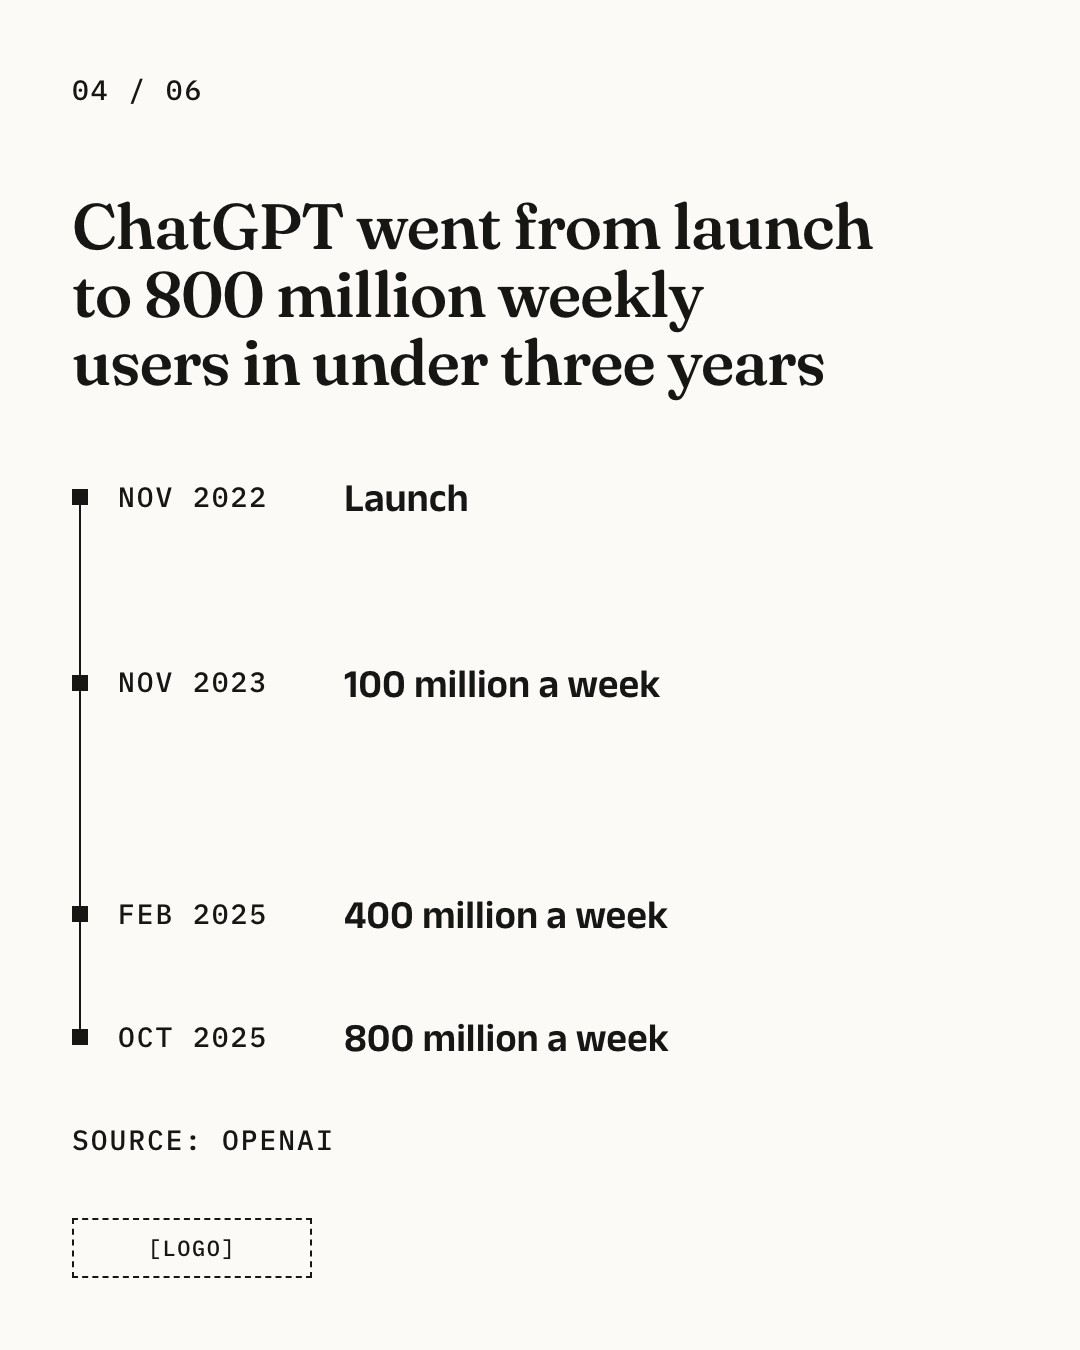 04 / 06
ChatGPT went from launch
to 800 million weekly
users in under three years
NOV 2022 Launch
NOV 2023 100 million a week
FEB 2025 400 million a week
OCT 2025 800 million a week
SOURCE: OPENAI
[LOGO]